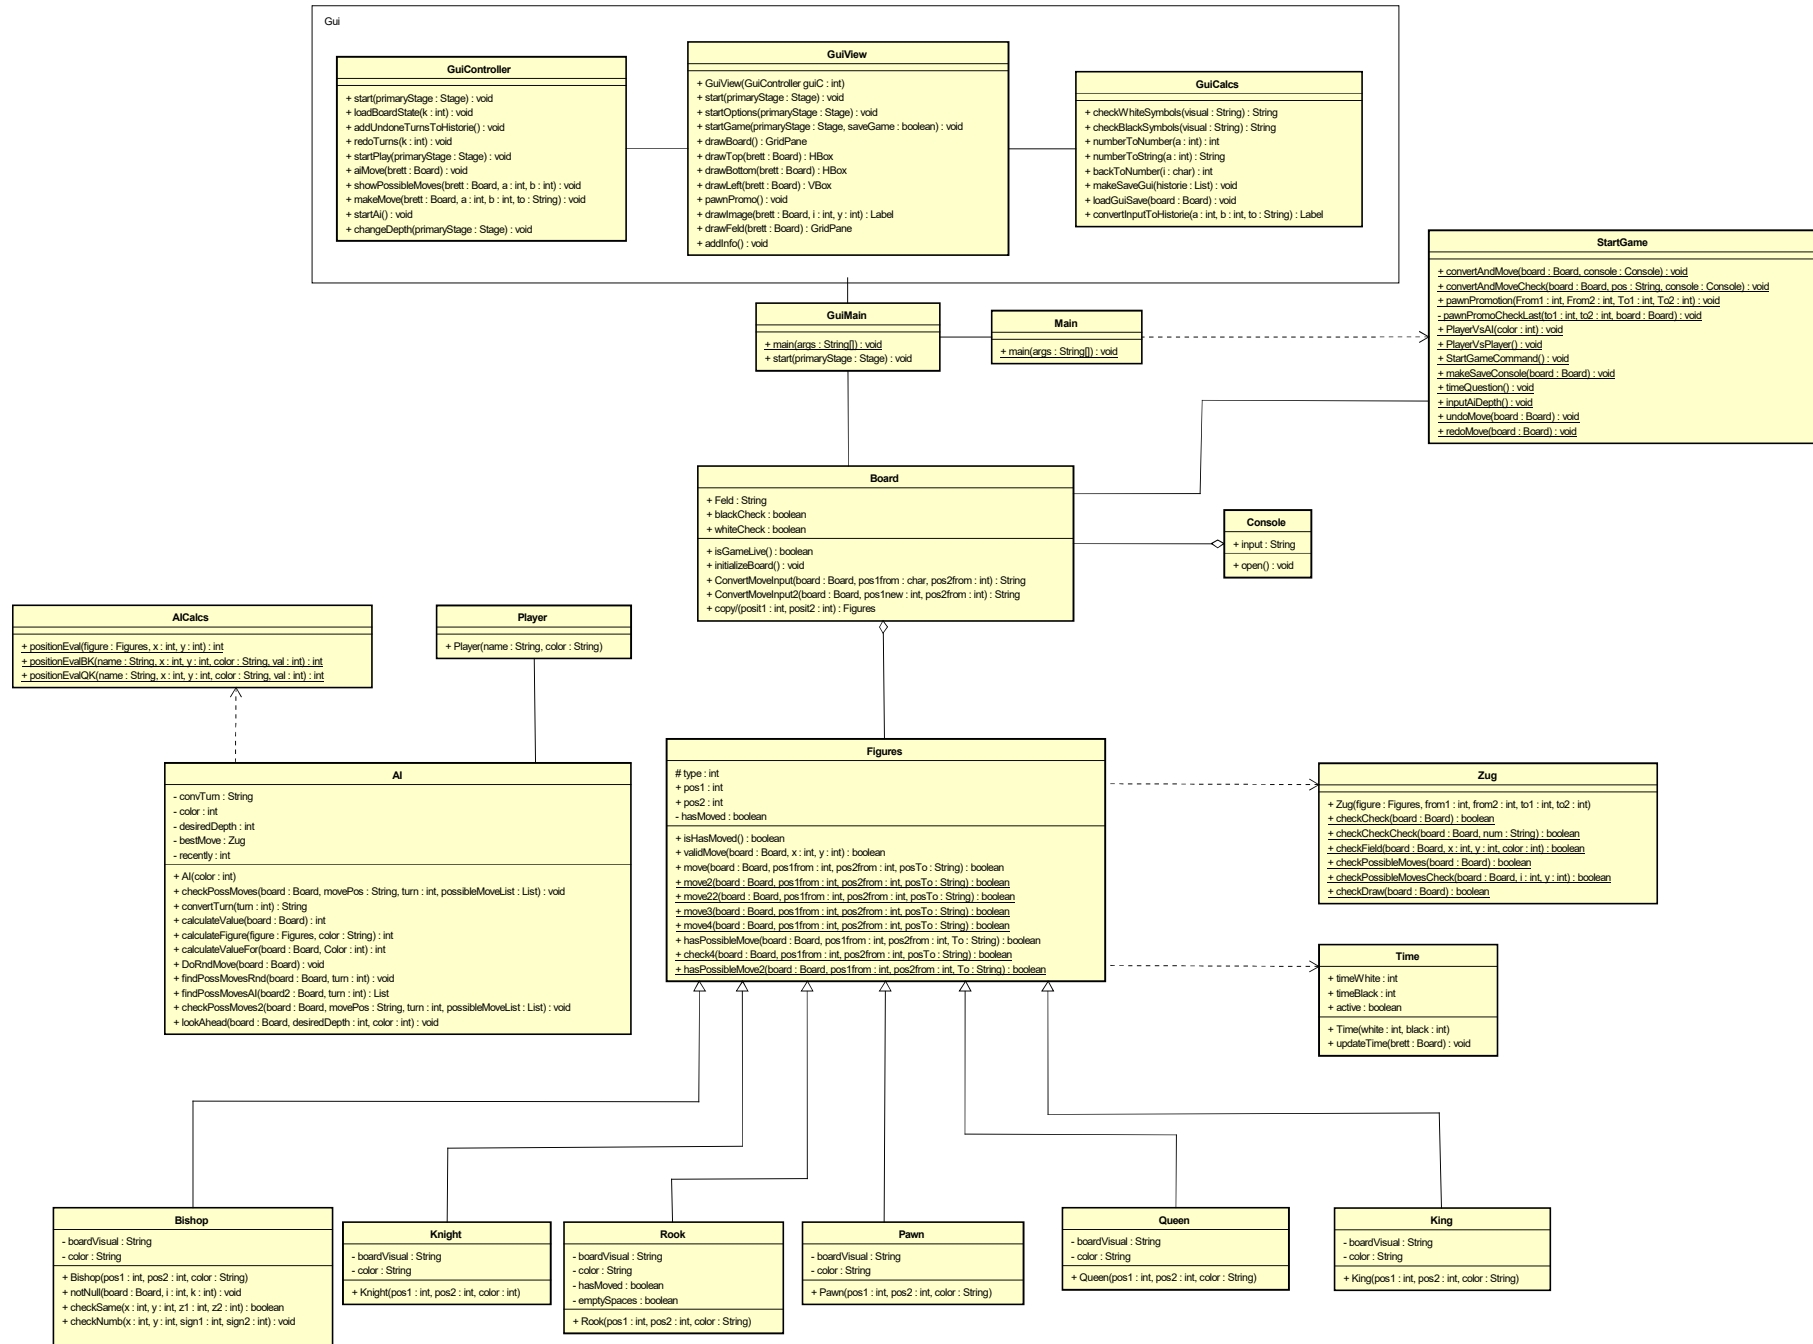 Gui
GuiController
+ start(primaryStage : Stage) : void
+ loadBoardState(k : int) : void
+ addUndoneTurnsToHistorie() : void
+ redoTurns(k : int) : void
+ startPlay(primaryStage : Stage) : void
+ aiMove(brett : Board) : void
+ showPossibleMoves(brett : Board, a : int, b : int) : void
+ makeMove(brett : Board, a : int, b : int, to : String) : void
+ startAi() : void
+ changeDepth(primaryStage : Stage) : void
GuiView
+ GuiView(GuiController guiC : int)
+ start(primaryStage : Stage) : void
+ startOptions(primaryStage : Stage) : void
+ startGame(primaryStage : Stage, saveGame : boolean) : void
+ drawBoard() : GridPane
+ drawTop(brett : Board) : HBox
+ drawBottom(brett : Board) : HBox
+ drawLeft(brett : Board) : VBox
+ pawnPromo() : void
+ drawImage(brett : Board, i : int, y : int) : Label
+ drawFeld(brett : Board) : GridPane
+ addInfo() : void
GuiCalcs
+ checkWhiteSymbols(visual : String) : String
+ checkBlackSymbols(visual : String) : String
+ numberToNumber(a : int) : int
+ numberToString(a : int) : String
+ backToNumber(i : char) : int
+ makeSaveGui(historie : List) : void
+ loadGuiSave(board : Board) : void
+ convertInputToHistorie(a : int, b : int, to : String) : Label
StartGame
+ convertAndMove(board : Board, console : Console) : void
+ convertAndMoveCheck(board : Board, pos : String, console : Console) : void
+ pawnPromotion(From1 : int, From2 : int, To1 : int, To2 : int) : void
- pawnPromoCheckLast(to1 : int, to2 : int, board : Board) : void
+ PlayerVsAI(color : int) : void
+ PlayerVsPlayer() : void
+ StartGameCommand() : void
+ makeSaveConsole(board : Board) : void
+ timeQuestion() : void
+ inputAiDepth() : void
+ undoMove(board : Board) : void
+ redoMove(board : Board) : void
GuiMain
+ main(args : String[]) : void
+ start(primaryStage : Stage) : void
Main
+ main(args : String[]) : void
Board
+ Feld : String
+ blackCheck : boolean
+ whiteCheck : boolean
+ isGameLive() : boolean
+ initializeBoard() : void
+ ConvertMoveInput(board : Board, pos1from : char, pos2from : int) : String
+ ConvertMoveInput2(board : Board, pos1new : int, pos2from : int) : String
+ copy/(posit1 : int, posit2 : int) : Figures
Console
+ input : String
+ open() : void
AICalcs
+ positionEval(figure : Figures, x : int, y : int) : int
+ positionEvalBK(name : String, x : int, y : int, color : String, val : int) : int
+ positionEvalQK(name : String, x : int, y : int, color : String, val : int) : int
Player
+ Player(name : String, color : String)
AI
- convTurn : String
- color : int
- desiredDepth : int
- bestMove : Zug
- recently : int
+ AI(color : int)
+ checkPossMoves(board : Board, movePos : String, turn : int, possibleMoveList : List) : void
+ convertTurn(turn : int) : String
+ calculateValue(board : Board) : int
+ calculateFigure(figure : Figures, color : String) : int
+ calculateValueFor(board : Board, Color : int) : int
+ DoRndMove(board : Board) : void
+ findPossMovesRnd(board : Board, turn : int) : void
+ findPossMovesAI(board2 : Board, turn : int) : List
+ checkPossMoves2(board : Board, movePos : String, turn : int, possibleMoveList : List) : void
+ lookAhead(board : Board, desiredDepth : int, color : int) : void
Figures
# type : int
+ pos1 : int
+ pos2 : int
- hasMoved : boolean
+ isHasMoved() : boolean
+ validMove(board : Board, x : int, y : int) : boolean
+ move(board : Board, pos1from : int, pos2from : int, posTo : String) : boolean
+ move2(board : Board, pos1from : int, pos2from : int, posTo : String) : boolean
+ move22(board : Board, pos1from : int, pos2from : int, posTo : String) : boolean
+ move3(board : Board, pos1from : int, pos2from : int, posTo : String) : boolean
+ move4(board : Board, pos1from : int, pos2from : int, posTo : String) : boolean
+ hasPossibleMove(board : Board, pos1from : int, pos2from : int, To : String) : boolean
+ check4(board : Board, pos1from : int, pos2from : int, posTo : String) : boolean
+ hasPossibleMove2(board : Board, pos1from : int, pos2from : int, To : String) : boolean
Zug
+ Zug(figure : Figures, from1 : int, from2 : int, to1 : int, to2 : int)
+ checkCheck(board : Board) : boolean
+ checkCheckCheck(board : Board, num : String) : boolean
+ checkField(board : Board, x : int, y : int, color : int) : boolean
+ checkPossibleMoves(board : Board) : boolean
+ checkPossibleMovesCheck(board : Board, i : int, y : int) : boolean
+ checkDraw(board : Board) : boolean
Time
+ timeWhite : int
+ timeBlack : int
+ active : boolean
+ Time(white : int, black : int)
+ updateTime(brett : Board) : void
Bishop
- boardVisual : String
- color : String
+ Bishop(pos1 : int, pos2 : int, color : String)
+ notNull(board : Board, i : int, k : int) : void
+ checkSame(x : int, y : int, z1 : int, z2 : int) : boolean
+ checkNumb(x : int, y : int, sign1 : int, sign2 : int) : void
Knight
- boardVisual : String
- color : String
+ Knight(pos1 : int, pos2 : int, color : int)
Rook
- boardVisual : String
- color : String
- hasMoved : boolean
- emptySpaces : boolean
+ Rook(pos1 : int, pos2 : int, color : String)
Pawn
- boardVisual : String
- color : String
+ Pawn(pos1 : int, pos2 : int, color : String)
Queen
- boardVisual : String
- color : String
+ Queen(pos1 : int, pos2 : int, color : String)
King
- boardVisual : String
- color : String
+ King(pos1 : int, pos2 : int, color : String)